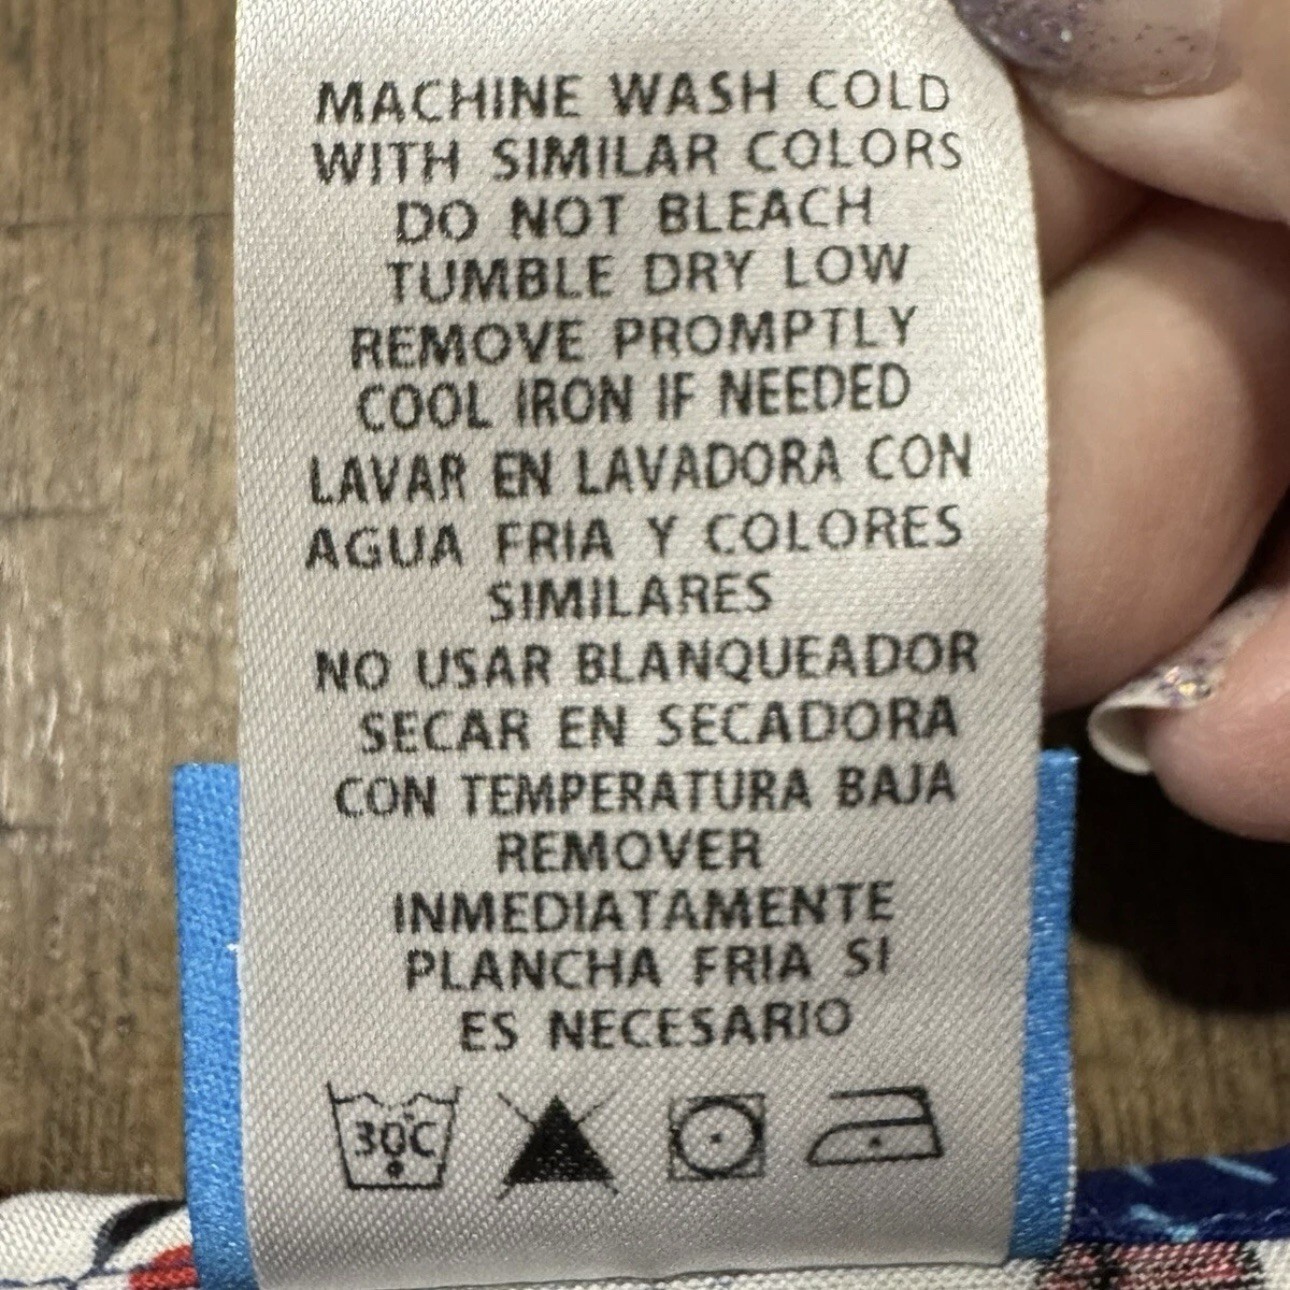 MACHINE WASH COLD
WITH SIMILAR COLORS
DO NOT BLEACH
TUMBLE DRY LOW
REMOVE PROMPTLY
COOL IRON IF NEEDED
LAVAR EN LAVADORA CON
AGUA FRIA Y COLORES
SIMILARES
NO USAR BLANQUEADOR
SECAR EN SECADORA
CON TEMPERATURA BAJA
REMOVER
INMEDIATAMENTE
PLANCHA FRIA SI
ES NECESARIO
30°C